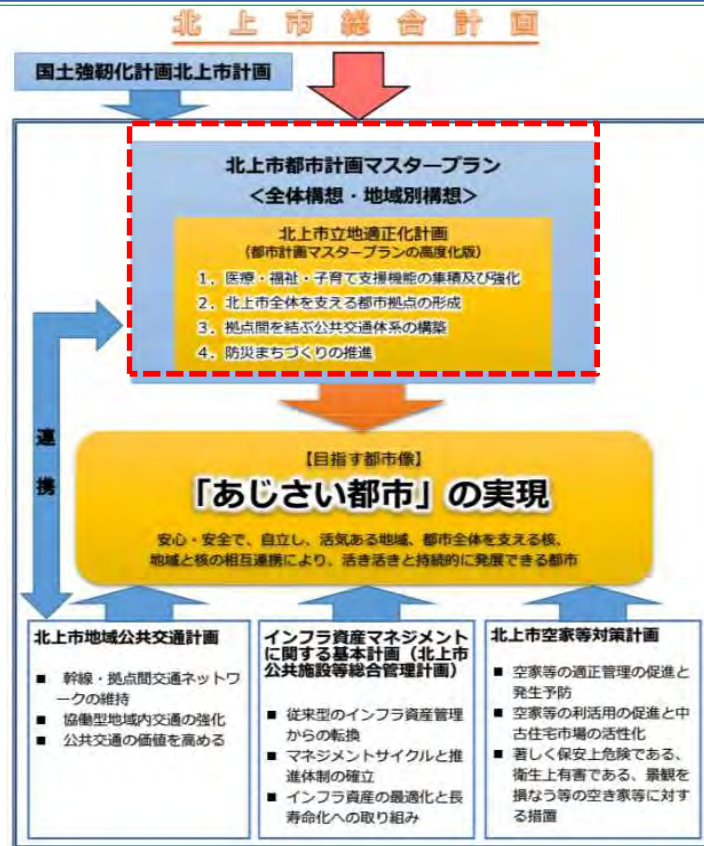 北上市総合計画
国土強靭化計画北上市計画
北上市都市計画マスタープラン
＜全体構想・地域別構想＞
北上市立地適正化計画
（都市計画マスタープランの高度化版）
1．医療・福祉・子育て支援機能の集積及び強化
2．北上市全体を支える都市拠点の形成
3．拠点間を結ぶ公共交通体系の構築
4．防災まちづくりの推進
連携
【目指す都市像】
「あじさい都市」の実現
安心・安全で、自立し、活気ある地域、都市全体を支える核、
地域と核の相互連携により、活き活きと持続的に発展できる都市
北上市地域公共交通計画
■ 幹線・拠点間交通ネットワ
ークの維持
■ 協働型地域内交通の強化
■ 公共交通の価値を高める
インフラ資産マネジメント
に関する基本計画（北上市
公共施設等総合管理計画）
■ 従来型のインフラ資産管理
からの転換
■ マネジメントサイクルと推
進体制の確立
■ インフラ資産の最適化と長
寿命化への取り組み
北上市空家等対策計画
■ 空家等の適正管理の促進と
発生予防
■ 空家等の利活用の促進と中
古住宅市場の活性化
■ 著しく保安上危険である、
衛生上有害である、景観を
損なう等の空き家等に対す
る措置